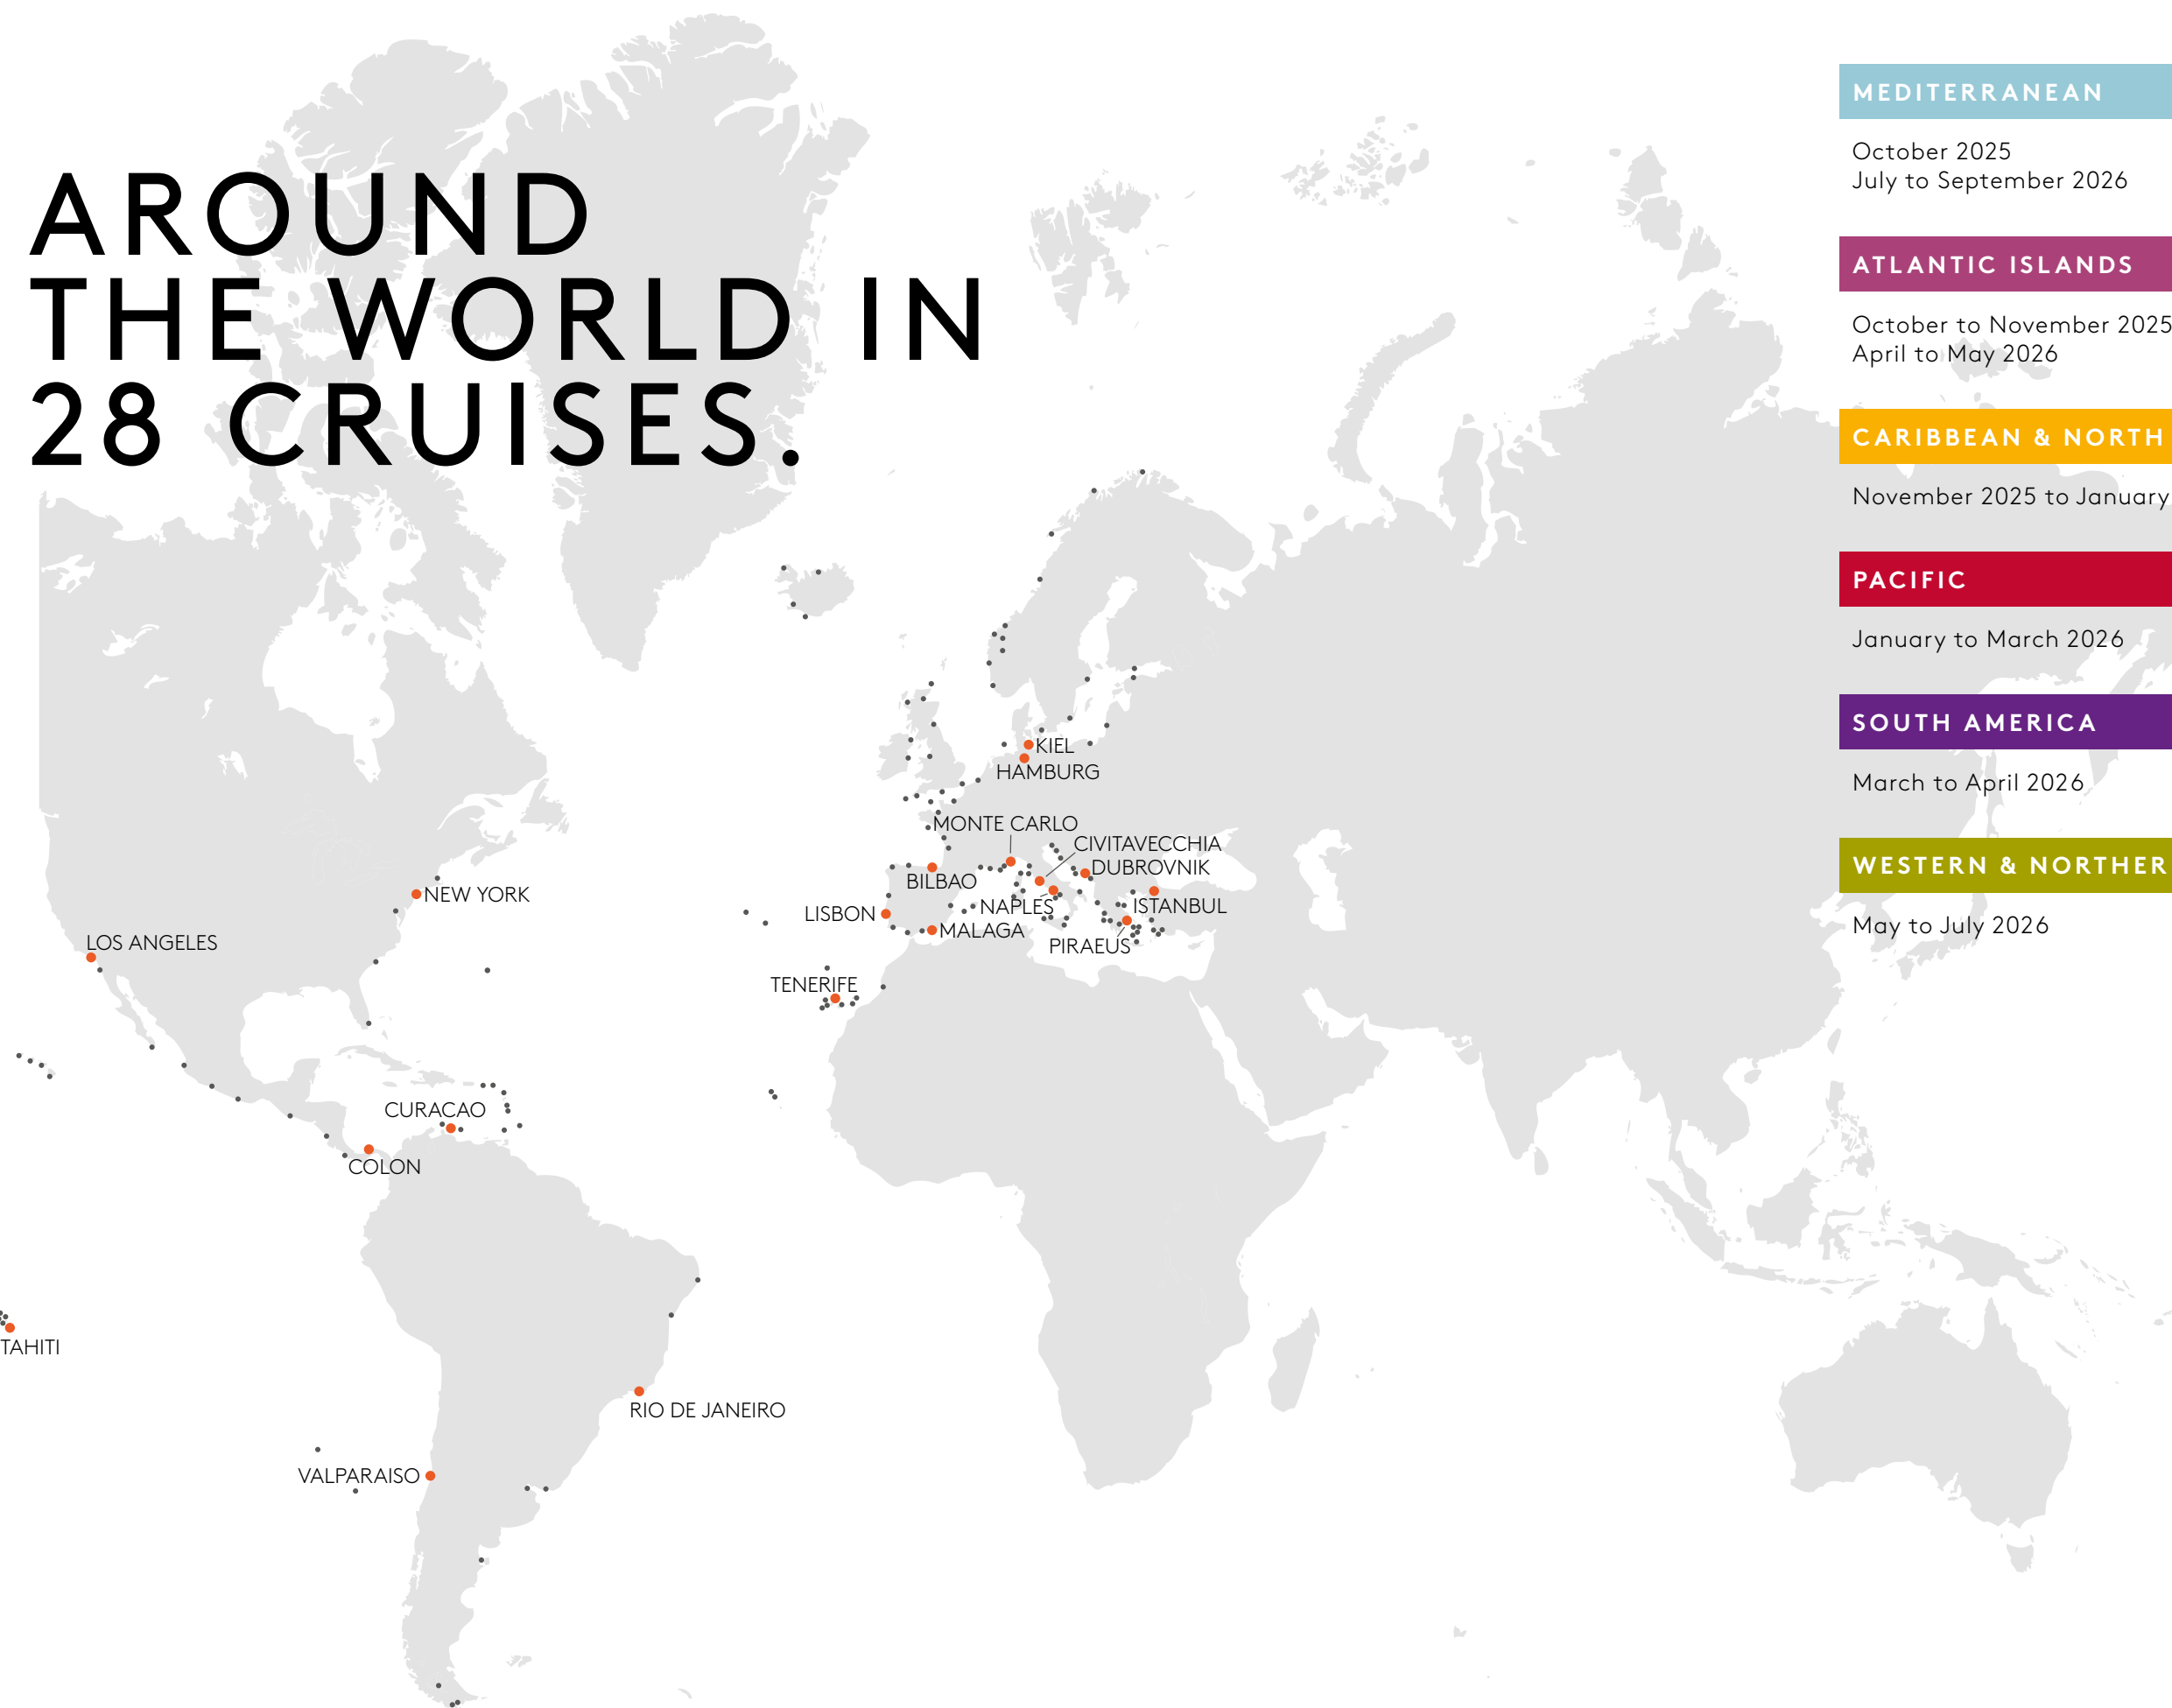 AROUND
THE WORLD IN
28 CRUISES.
MEDITERRANEAN
October 2025
July to September 2026
ATLANTIC ISLANDS
October to November 2025
April to May 2026
CARIBBEAN & NORTH
November 2025 to January
PACIFIC
January to March 2026
SOUTH AMERICA
March to April 2026
WESTERN & NORTHER
May to July 2026
KIEL
HAMBURG
MONTE CARLO
CIVITAVECCHIA
DUBROVNIK
BILBAO
NEW YORK
LISBON
NAPLES
ISTANBUL
MALAGA
PIRAEUS
LOS ANGELES
TENERIFE
CURACAO
COLON
TAHITI
RIO DE JANEIRO
VALPARAISO